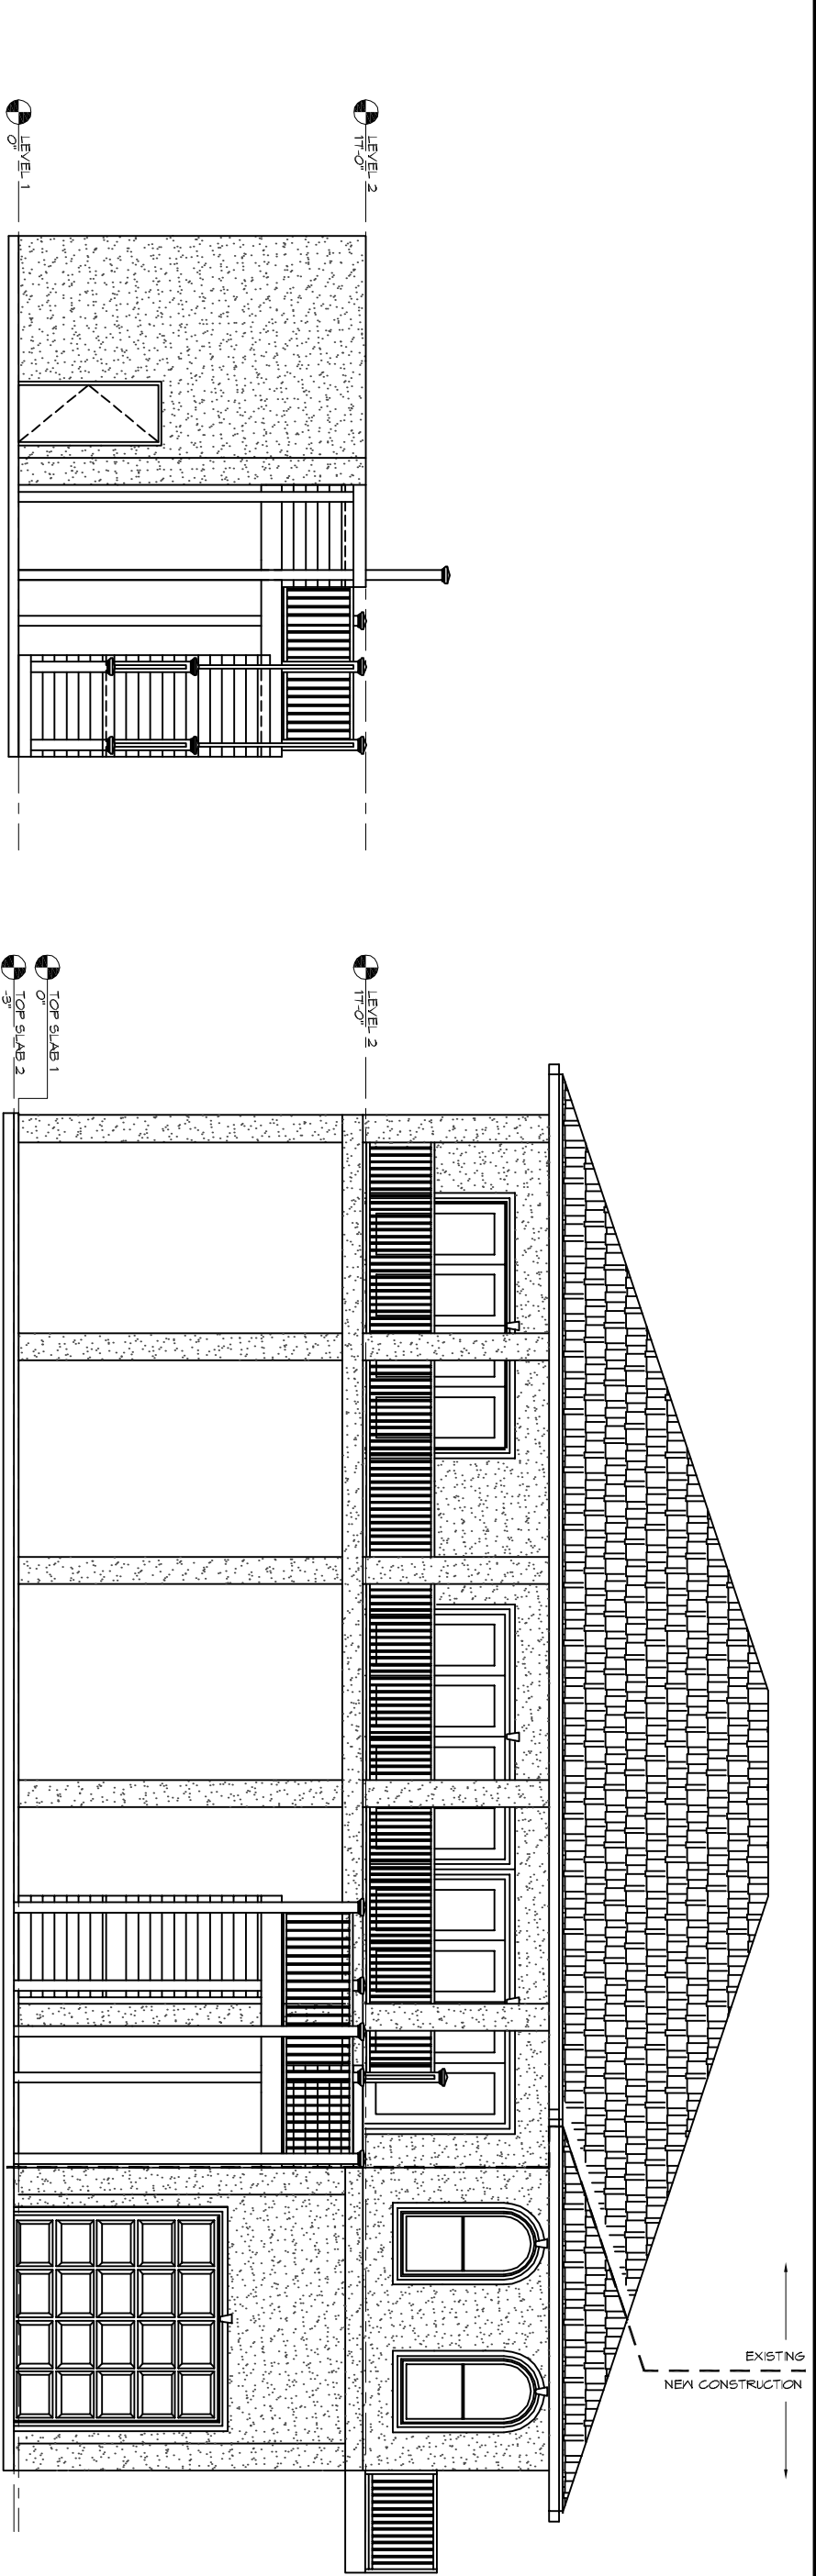 LEVEL 2
17'-0"
LEVEL 1
0"
LEVEL 2
17'-0"
TOP SLAB 1
0"
TOP SLAB 2
-3"
EXISTING
NEW CONSTRUCTION